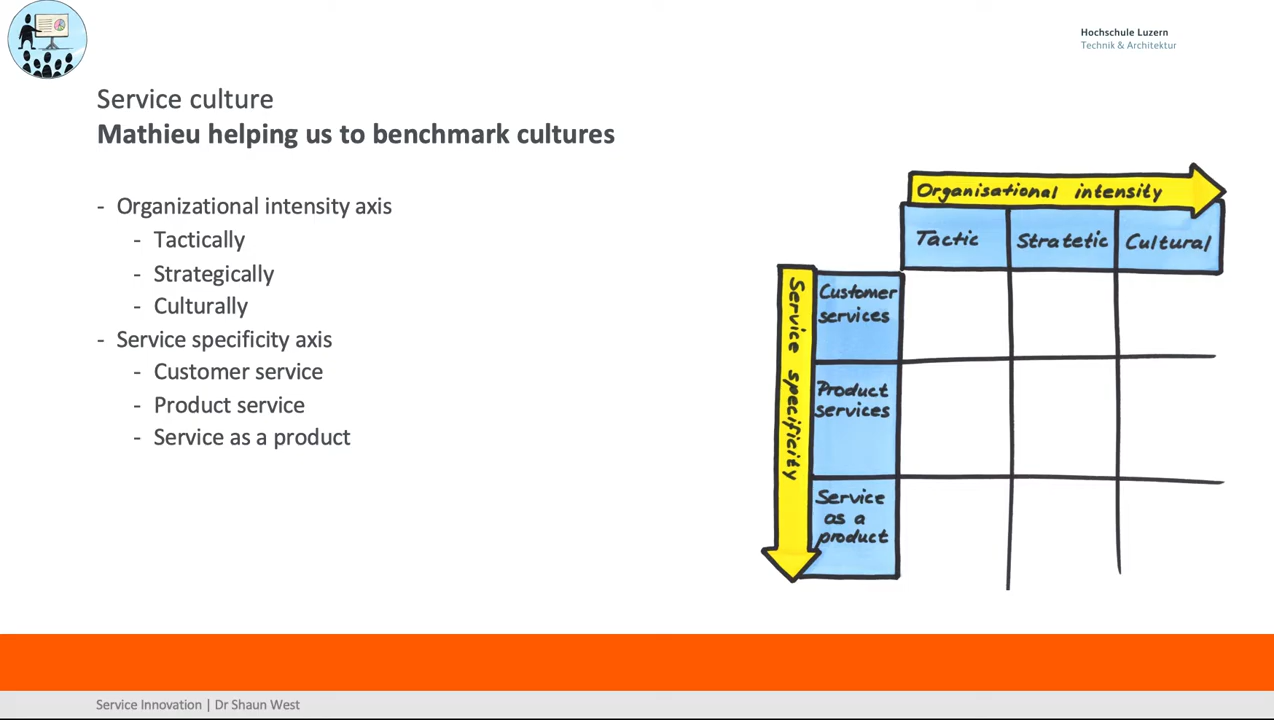 Hochschule Luzern
Technik & Architektur
Service culture
Mathieu helping us to benchmark cultures
- Organizational intensity axis
- Tactically
- Strategically
- Culturally
- Service specificity axis
- Customer service
- Product service
- Service as a product
Organisational intensity
Tactic
Stratetic
Cultural
Service specificity
Customer
services
Product
services
Service
as a
product
Service Innovation | Dr Shaun West